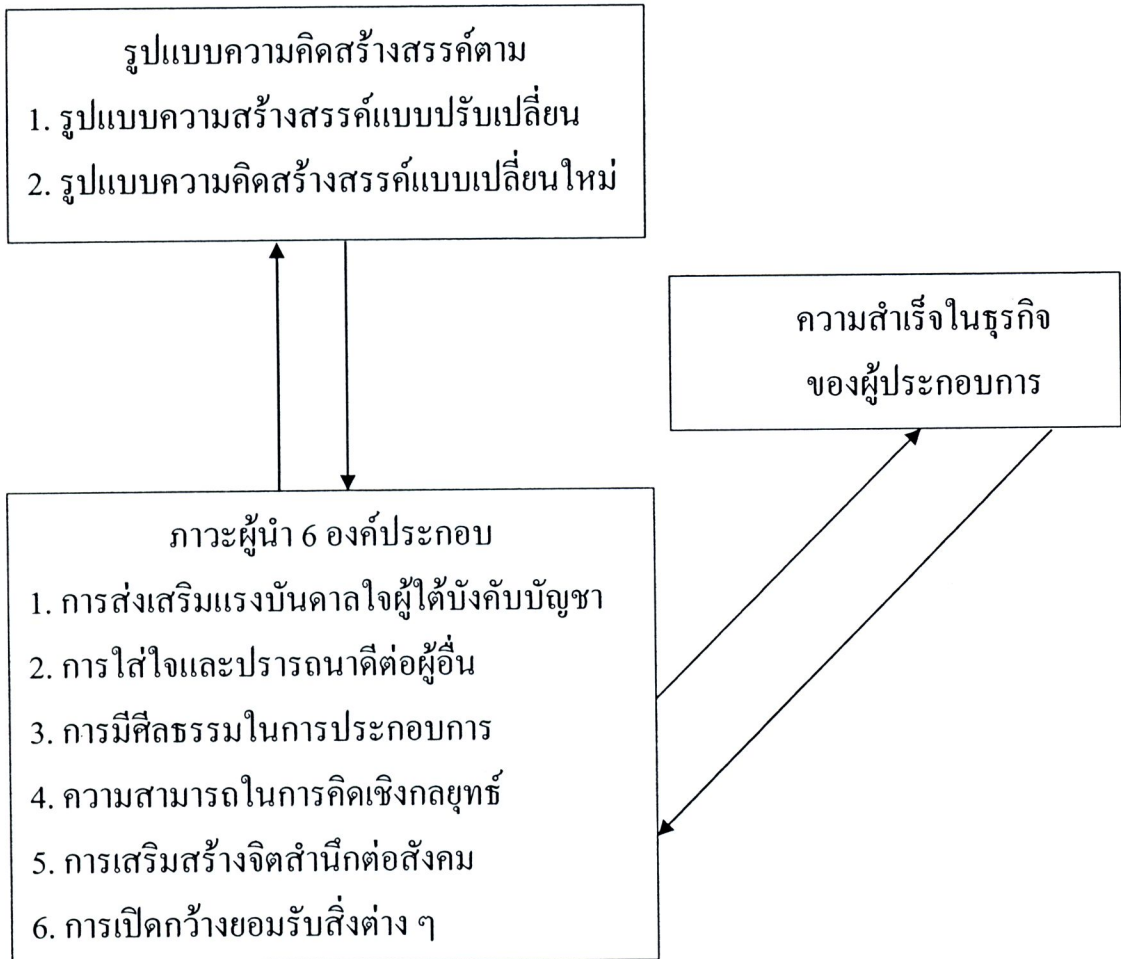 รูปแบบความคิดสร้างสรรค์ตาม
1. รูปแบบความสร้างสรรค์แบบปรับเปลี่ยน
2. รูปแบบความคิดสร้างสรรค์แบบเปลี่ยนใหม่
ความสำเร็จในธุรกิจ
ของผู้ประกอบการ
ภาวะผู้นำ 6 องค์ประกอบ
1. การส่งเสริมแรงบันดาลใจผู้ใต้บังคับบัญชา
2. การใส่ใจและปรารถนาดีต่อผู้อื่น
3. การมีศีลธรรมในการประกอบการ
4. ความสามารถในการคิดเชิงกลยุทธ์
5. การเสริมสร้างจิตสำนึกต่อสังคม
6. การเปิดกว้างยอมรับสิ่งต่าง ๆ